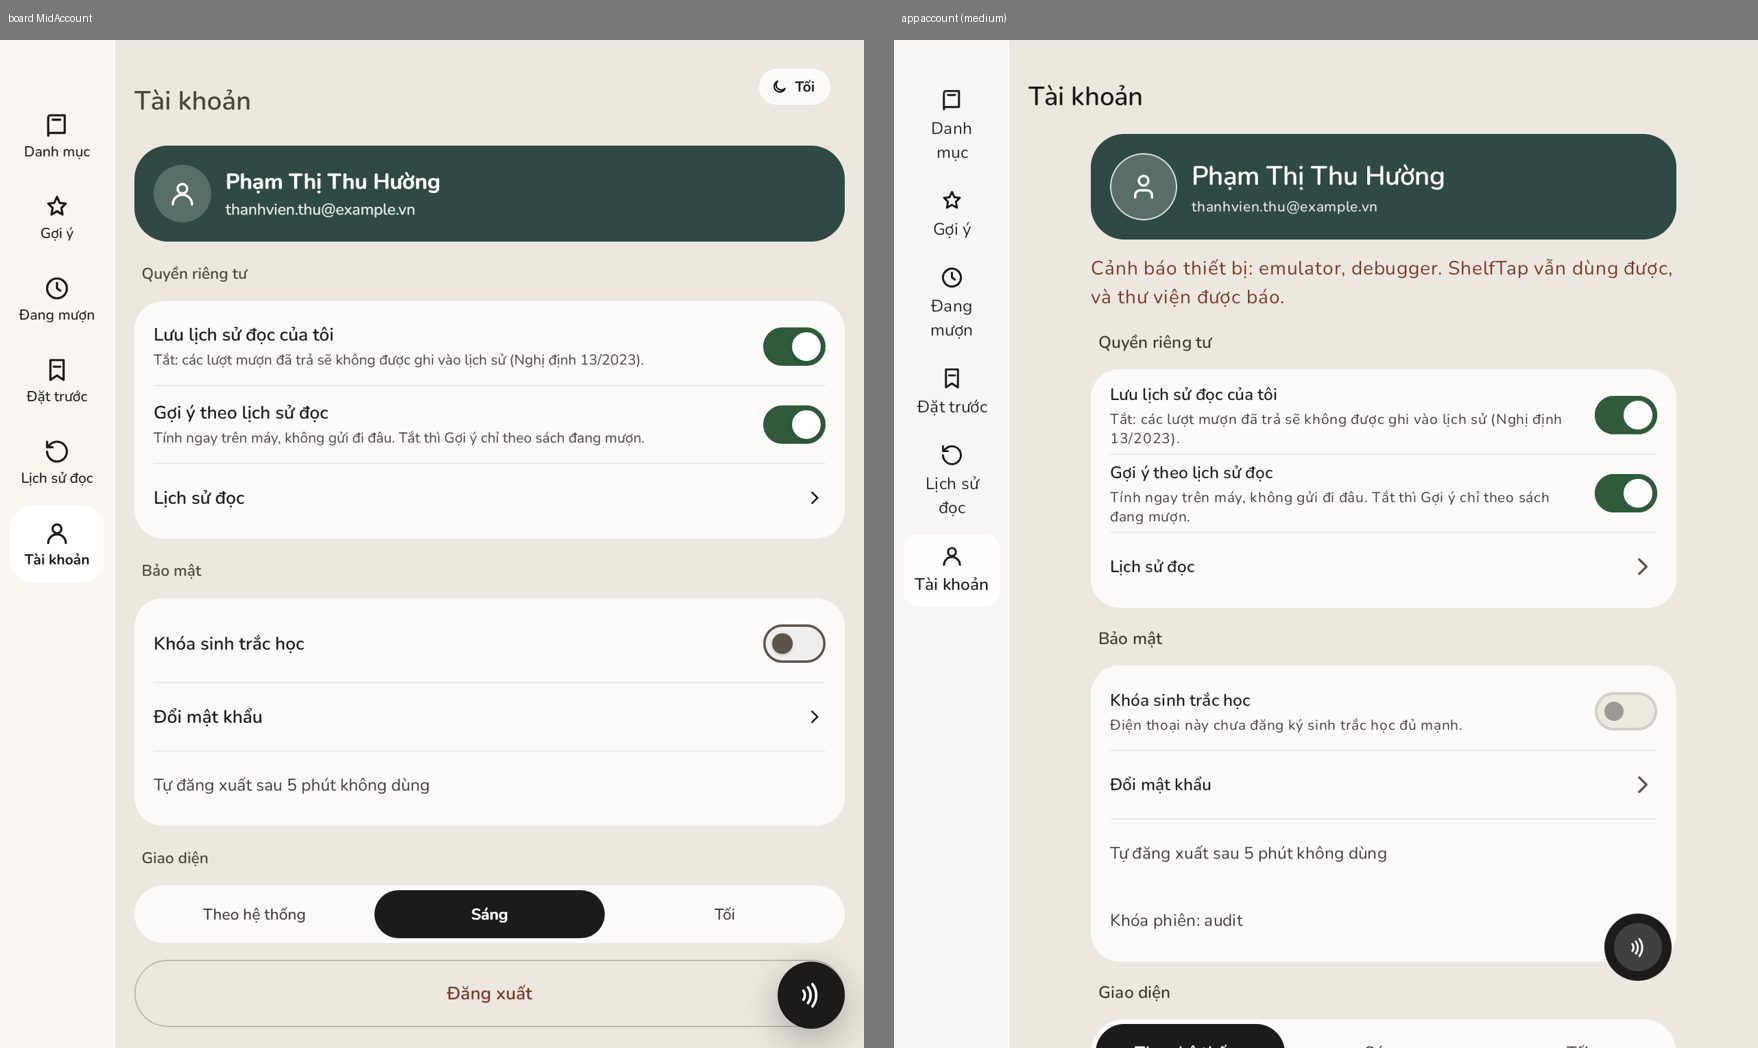 board MidAccount
Danh mục
Gợi ý
Đang mượn
Đặt trước
Lịch sử đọc
Tài khoản
Tài khoản
Tối
Phạm Thị Thu Hường
thanhvien.thu@example.vn
Quyền riêng tư
Lưu lịch sử đọc của tôi
Tắt: các lượt mượn đã trả sẽ không được ghi vào lịch sử (Nghị định 13/2023).
Gợi ý theo lịch sử đọc
Tính ngay trên máy, không gửi đi đâu. Tắt thì Gợi ý chỉ theo sách đang mượn.
Lịch sử đọc
Bảo mật
Khóa sinh trắc học
Đổi mật khẩu
Tự đăng xuất sau 5 phút không dùng
Giao diện
Theo hệ thống
Sáng
Tối
Đăng xuất
app account (medium)
Danh
mục
Gợi ý
Đang
mượn
Đặt trước
Lịch sử
đọc
Tài khoản
Tài khoản
Phạm Thị Thu Hường
thanhvien.thu@example.vn
Cảnh báo thiết bị: emulator, debugger. ShelfTap vẫn dùng được,
và thư viện được báo.
Quyền riêng tư
Lưu lịch sử đọc của tôi
Tắt: các lượt mượn đã trả sẽ không được ghi vào lịch sử (Nghị định
13/2023).
Gợi ý theo lịch sử đọc
Tính ngay trên máy, không gửi đi đâu. Tắt thì Gợi ý chỉ theo sách
đang mượn.
Lịch sử đọc
Bảo mật
Khóa sinh trắc học
Điện thoại này chưa đăng ký sinh trắc học đủ mạnh.
Đổi mật khẩu
Tự đăng xuất sau 5 phút không dùng
Khóa phiên: audit
Giao diện